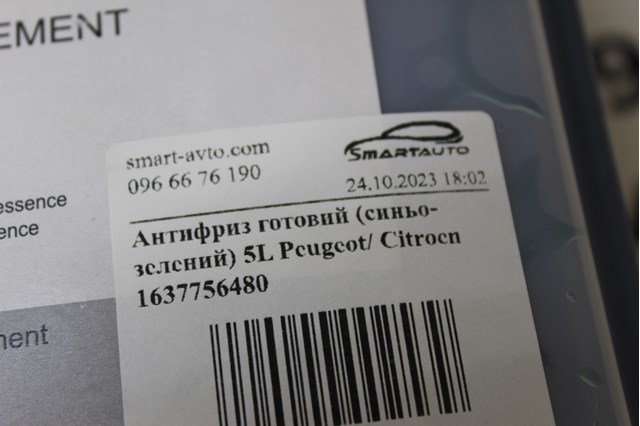 EMENT
smart-avto.com
SMARTAUTO
096 66 76 190
24.10.2023 18:02
essence
ence
Антифриз готовий (синьо-
зелений) 5L Peugeot/ Citroen
1637756480
ment